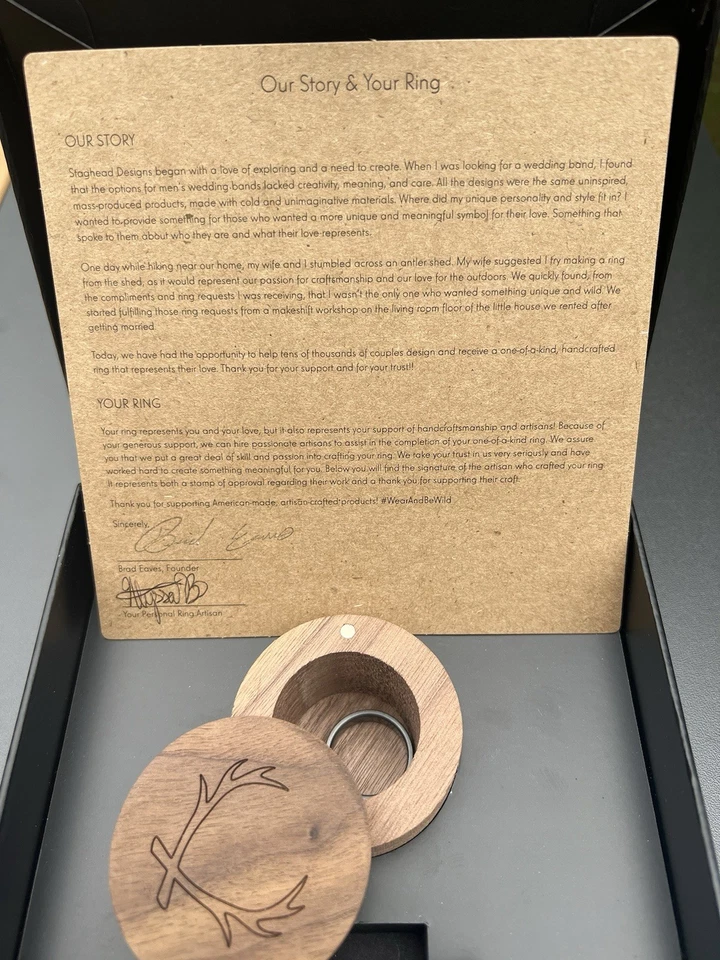 Our Story & Your Ring
OUR STORY
Staghead Designs began with a love of exploring and a need to create. When I was looking for a wedding band, I found
that the options for men's wedding bands lacked creativity, meaning, and care. All the designs were the same uninspired,
mass-produced products, made with cold and unimaginative materials. Where did my unique personality and style fit in? I
wanted to provide something for those who wanted a more unique and meaningful symbol for their love. Something that
spoke to them about who they are and what their love represents.
One day while hiking near our home, my wife and I stumbled across an antler shed. My wife suggested I try making a ring
from the shed, as it would represent our passion for craftsmanship and our love for the outdoors. We quickly found, from
the compliments and ring requests I was receiving, that I wasn't the only one who wanted something unique and wild. We
started fulfilling those ring requests from a makeshift workshop on the living room floor of the little house we rented after
getting married.
Today, we have had the opportunity to help tens of thousands of couples design and receive a one-of-a-kind, handcrafted
ring that represents their love. Thank you for your support and for your trust!!
YOUR RING
Your ring represents you and your love, but it also represents your support of handcraftsmanship and artisans! Because of
your generous support, we can hire passionate artisans to assist in the completion of your one-of-a-kind ring. We assure
you that we put a great deal of skill and passion into crafting your ring. We take your trust in us very seriously and have
worked hard to create something meaningful for you. Below you will find the signature of the artisan who crafted your ring.
It represents both a stamp of approval regarding their work and a thank you for supporting their craft.
Thank you for supporting American-made, artisan-crafted products! #WearAndBeWild
Sincerely,
Brad Eaves
Brad Eaves, Founder
Alyssa B
Your Personal Ring Artisan